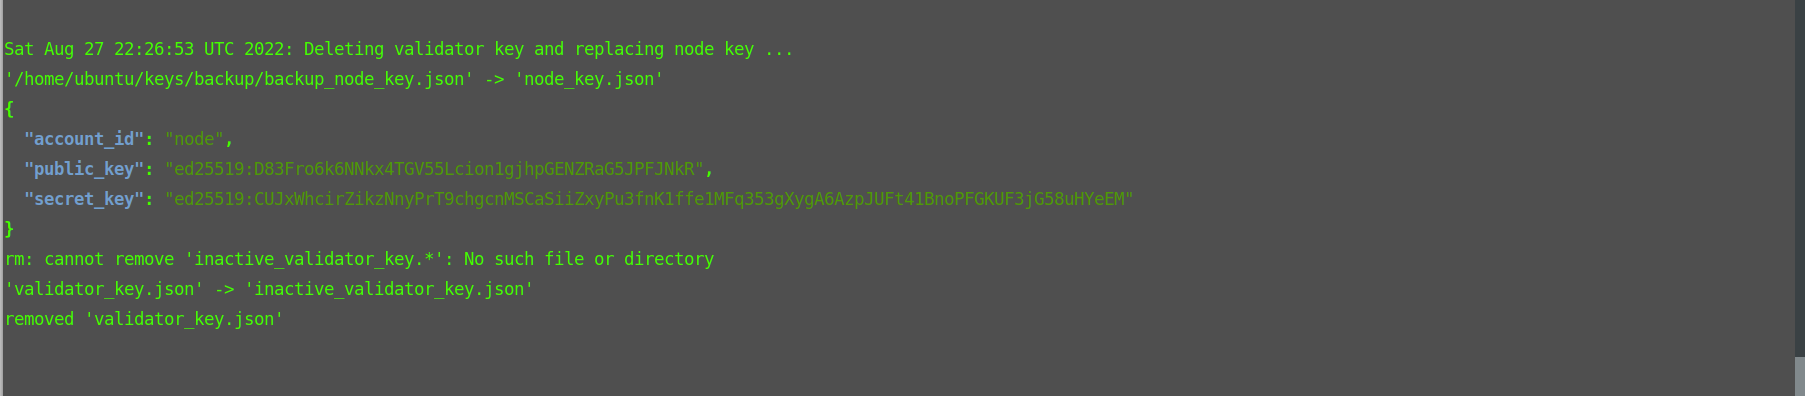 Sat Aug 27 22:26:53 UTC 2022: Deleting validator key and replacing node key ...
'/home/ubuntu/keys/backup/backup_node_key.json' -> 'node_key.json'
{
"account_id": "node",
"public_key": "ed25519:D83Fro6k6NNkx4TGV55Lcion1gjhpGENZRaG5JPFJNkR",
"secret_key": "ed25519:CUJxWhcirZikzNnyPrT9chgcnMSCaSiiZxyPu3fnK1ffe1MFq353gXygA6AzpJUFt41BnoPFGKUF3jG58uHYeEM"
}
rm: cannot remove 'inactive_validator_key.*': No such file or directory
'validator_key.json' -> 'inactive_validator_key.json'
removed 'validator_key.json'